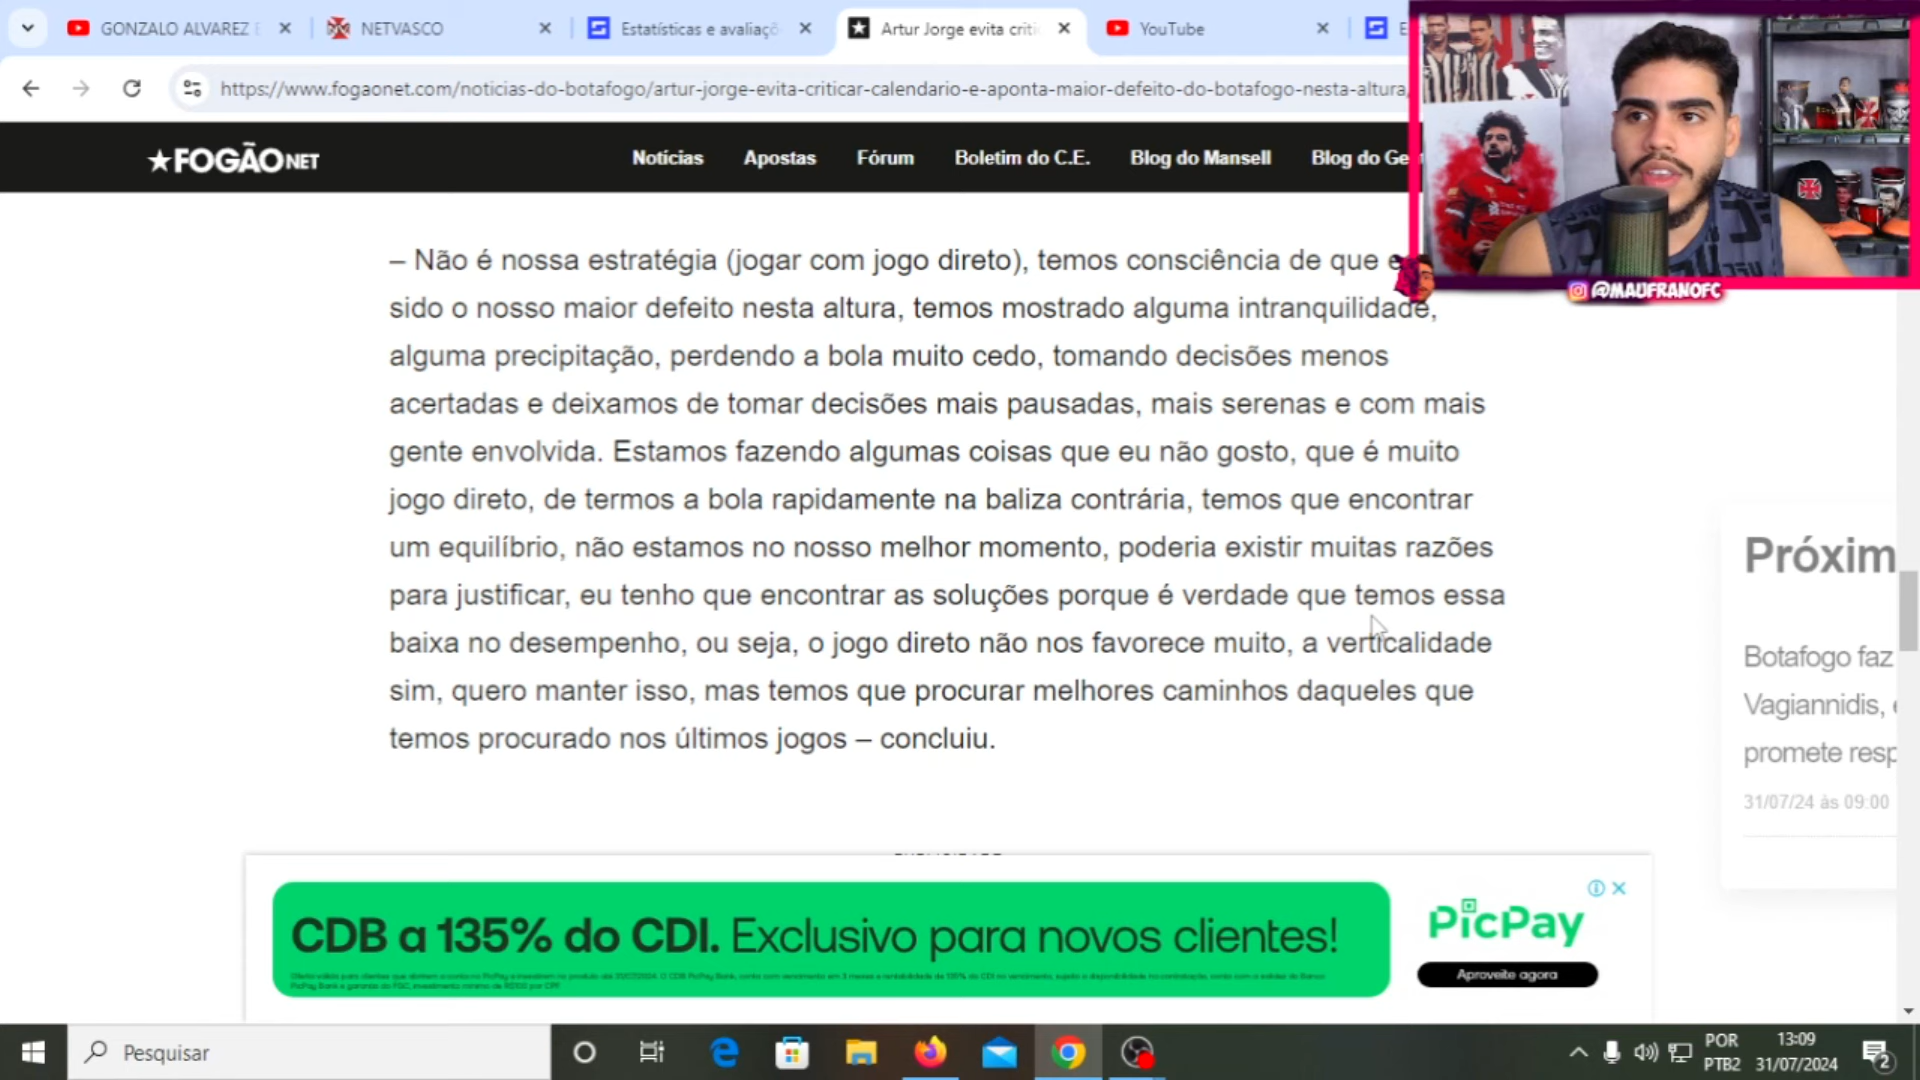 GONZALO ALVAREZ
NETVASCO
Estatísticas e avaliaçõ
Artur Jorge evita criti
YouTube
https://www.fogaonet.com/noticias-do-botafogo/artur-jorge-evita-criticar-calendario-e-aponta-maior-defeito-do-botafogo-nesta-altura,
FOGÃO NET
Notícias
Apostas
Fórum
Boletim do C.E.
Blog do Mansell
@MAUFRANOFC
– Não é nossa estratégia (jogar com jogo direto), temos consciência de que
sido o nosso maior defeito nesta altura, temos mostrado alguma intranquilidade,
alguma precipitação, perdendo a bola muito cedo, tomando decisões menos
acertadas e deixamos de tomar decisões mais pausadas, mais serenas e com mais
gente envolvida. Estamos fazendo algumas coisas que eu não gosto, que é muito
jogo direto, de termos a bola rapidamente na baliza contrária, temos que encontrar
um equilíbrio, não estamos no nosso melhor momento, poderia existir muitas razões
para justificar, eu tenho que encontrar as soluções porque é verdade que temos essa
baixa no desempenho, ou seja, o jogo direto não nos favorece muito, a verticalidade
sim, quero manter isso, mas temos que procurar melhores caminhos daqueles que
temos procurado nos últimos jogos – concluiu.
Próxim
Botafogo faz
Vagiannidis,
promete resp
31/07/24 às 09:00
CDB a 135% do CDI. Exclusivo para novos clientes!
PicPay
Aproveite agora
Pesquisar
POR
PTB2
13:09
31/07/2024
2